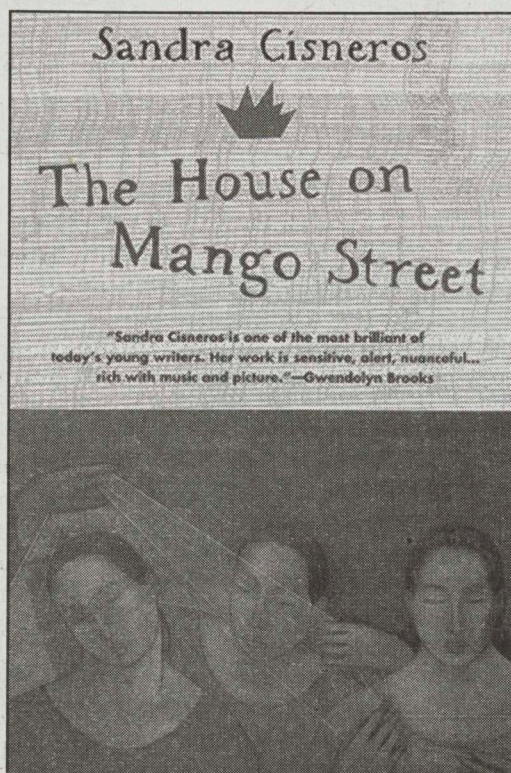 Sandra Cisneros
The House on
Mango Street
"Sandra Cisneros is one of the most brilliant of
today's young writers. Her work is sensitive, alert, nuanceful...
rich with music and picture."—Gwendolyn Brooks